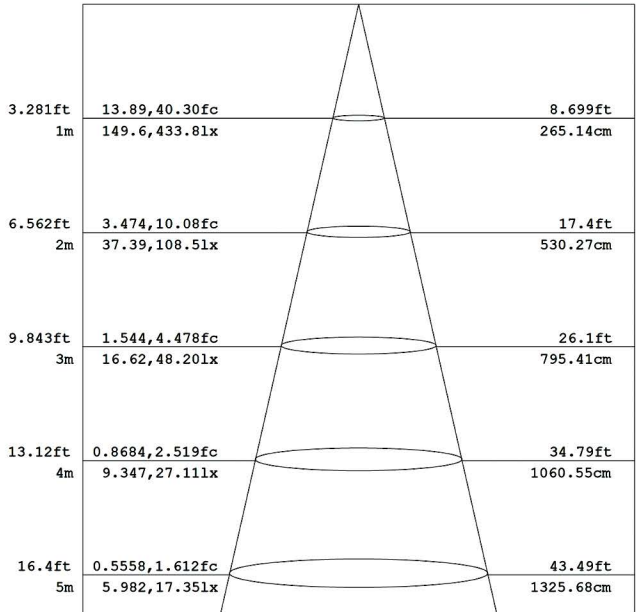 3.281ft 13.89,40.30fc 8.699ft
1m 149.6,433.8lx 265.14cm
6.562ft 3.474,10.08fc 17.4ft
2m 37.39,108.5lx 530.27cm
9.843ft 1.544,4.478fc 26.1ft
3m 16.62,48.20lx 795.41cm
13.12ft 0.8684,2.519fc 34.79ft
4m 9.347,27.11lx 1060.55cm
16.4ft 0.5558,1.612fc 43.49ft
5m 5.982,17.35lx 1325.68cm